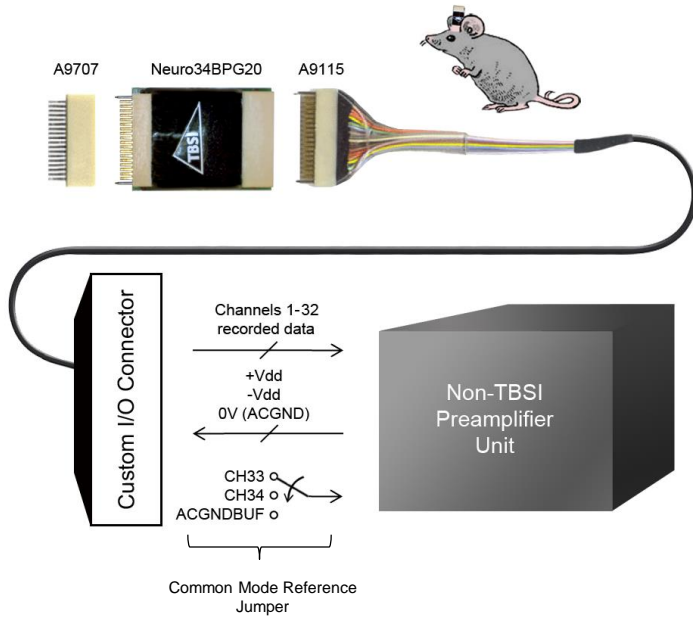 A9707
Neuro34BPG20
A9115
TBSI
Custom I/O Connector
Channels 1-32
recorded data
+Vdd
-Vdd
0V (ACGND)
CH33
CH34
ACGNDBUF
Common Mode Reference
Jumper
Non-TBSI
Preamplifier
Unit